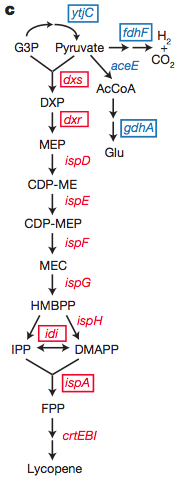 c
ytjC
fdhF
H2
+
CO2
G3P
Pyruvate
aceE
dxs
AcCoA
DXP
dxr
gdhA
MEP
Glu
ispD
CDP-ME
ispE
CDP-MEP
ispF
MEC
ispG
HMBPP
ispH
idi
IPP
DMAPP
ispA
FPP
crtEBI
Lycopene